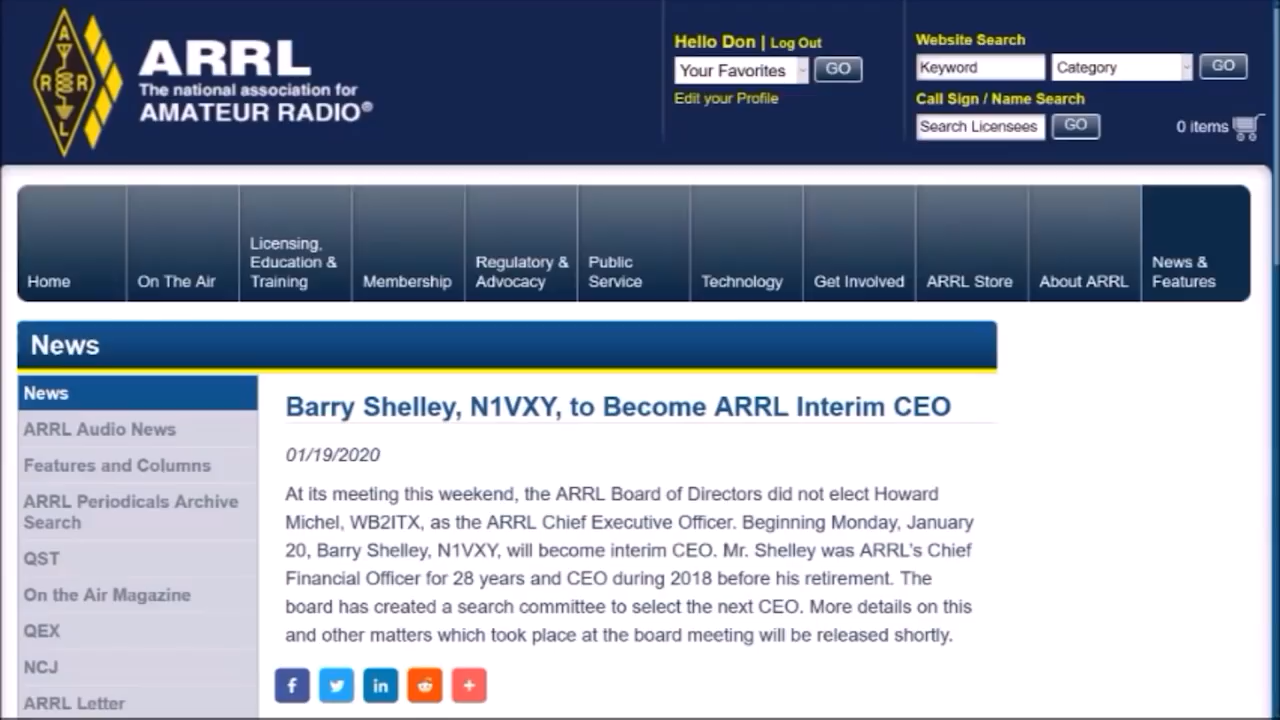 A
R R
L
ARRL
The national association for
AMATEUR RADIO®
Hello Don | Log Out
Your Favorites
GO
Edit your Profile
Website Search
Keyword
Category
GO
Call Sign / Name Search
Search Licensees
GO
0 items
Home
On The Air
Licensing,
Education &
Training
Membership
Regulatory &
Advocacy
Public
Service
Technology
Get Involved
ARRL Store
About ARRL
News &
Features
News
News
ARRL Audio News
Features and Columns
ARRL Periodicals Archive
Search
QST
On the Air Magazine
QEX
NCJ
ARRL Letter
Barry Shelley, N1VXY, to Become ARRL Interim CEO
01/19/2020
At its meeting this weekend, the ARRL Board of Directors did not elect Howard
Michel, WB2ITX, as the ARRL Chief Executive Officer. Beginning Monday, January
20, Barry Shelley, N1VXY, will become interim CEO. Mr. Shelley was ARRL's Chief
Financial Officer for 28 years and CEO during 2018 before his retirement. The
board has created a search committee to select the next CEO. More details on this
and other matters which took place at the board meeting will be released shortly.
f
in
+